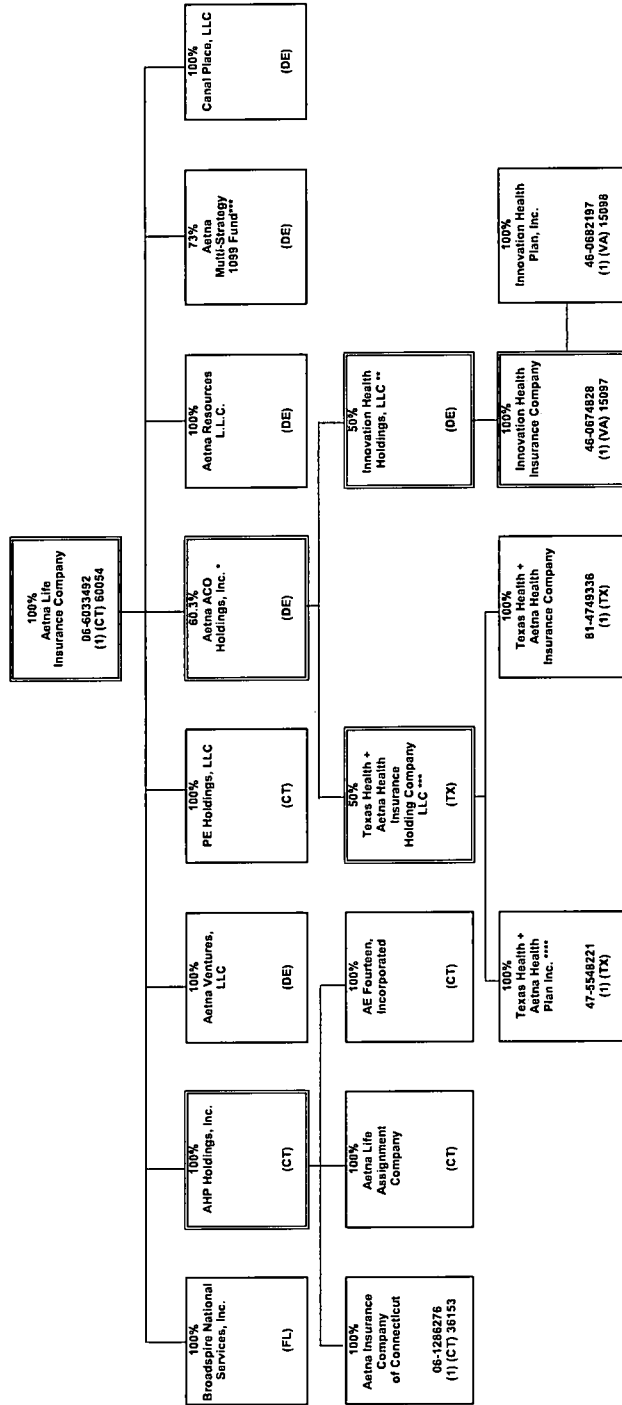 100%
Aetna Life
Insurance Company
06-6033492
(1) (CT) 60054
100%
Broadspire National
Services, Inc.
(FL)
100%
AHP Holdings, Inc.
(CT)
100%
Aetna Ventures,
LLC
(DE)
100%
PE Holdings, LLC
(CT)
60.3%
Aetna ACO
Holdings, Inc. *
(DE)
100%
Aetna Resources
L.L.C.
(DE)
73%
Aetna
Multi-Strategy
1099 Fund***
(DE)
100%
Canal Place, LLC
(DE)
100%
Aetna Insurance
Company
of Connecticut
06-1286276
(1) (CT) 36153
100%
Aetna Life
Assignment
Company
(CT)
100%
AE Fourteen,
Incorporated
(CT)
50%
Texas Health +
Aetna Health
Insurance
Holding Company
LLC ***
(TX)
50%
Innovation Health
Holdings, LLC **
(DE)
100%
Texas Health +
Aetna Health
Plan Inc. ****
47-5548221
(1) (TX)
100%
Texas Health +
Aetna Health
Insurance Company
81-4749336
(1) (TX)
100%
Innovation Health
Insurance Company
46-0674828
(1) (VA) 15097
100%
Innovation Health
Plan, Inc.
46-0682197
(1) (VA) 15098